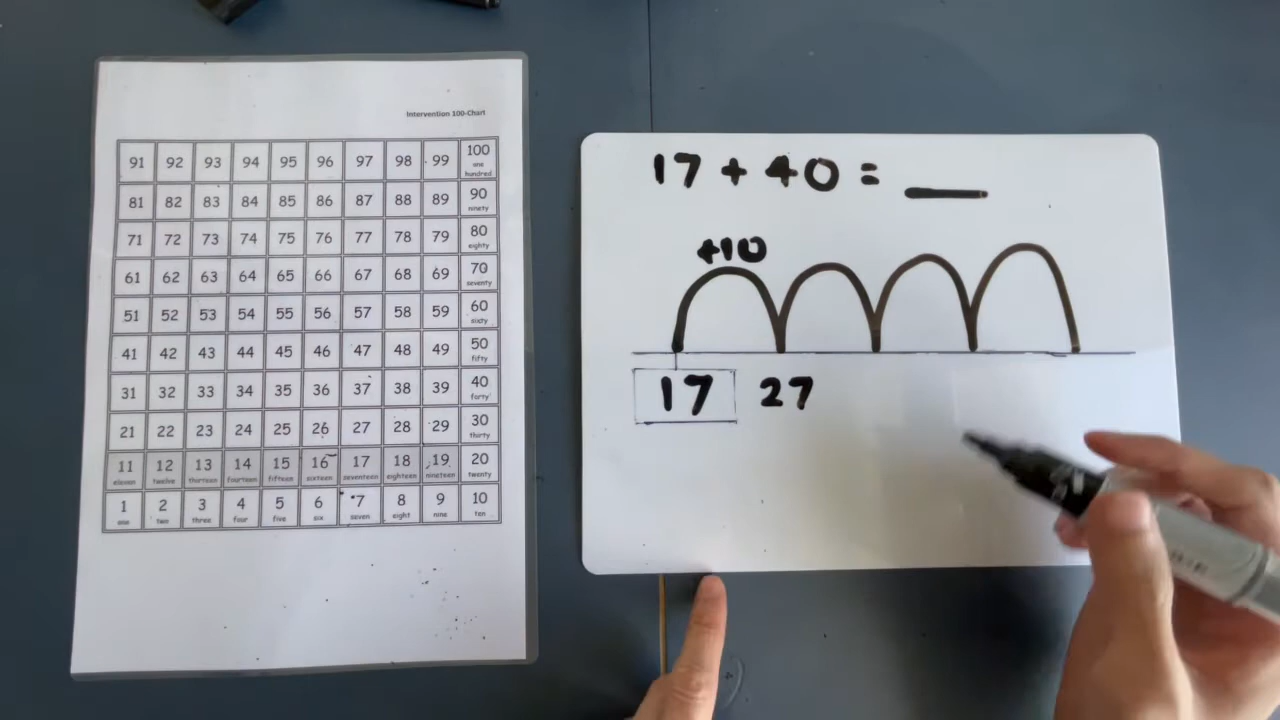 Intervention 100-Chart
91 92 93 94 95 96 97 98 99 100
one
hundred
81 82 83 84 85 86 87 88 89 90
ninety
71 72 73 74 75 76 77 78 79 80
eighty
61 62 63 64 65 66 67 68 69 70
seventy
51 52 53 54 55 56 57 58 59 60
sixty
41 42 43 44 45 46 47 48 49 50
fifty
31 32 33 34 35 36 37 38 39 40
forty
21 22 23 24 25 26 27 28 29 30
thirty
11 12 13 14 15 16 17 18 19 20
eleven twelve thirteen fourteen fifteen sixteen seventeen eighteen nineteen twenty
1 2 3 4 5 6 7 8 9 10
one two three four five six seven eight nine ten
17 + 40 = __
+10
17 27